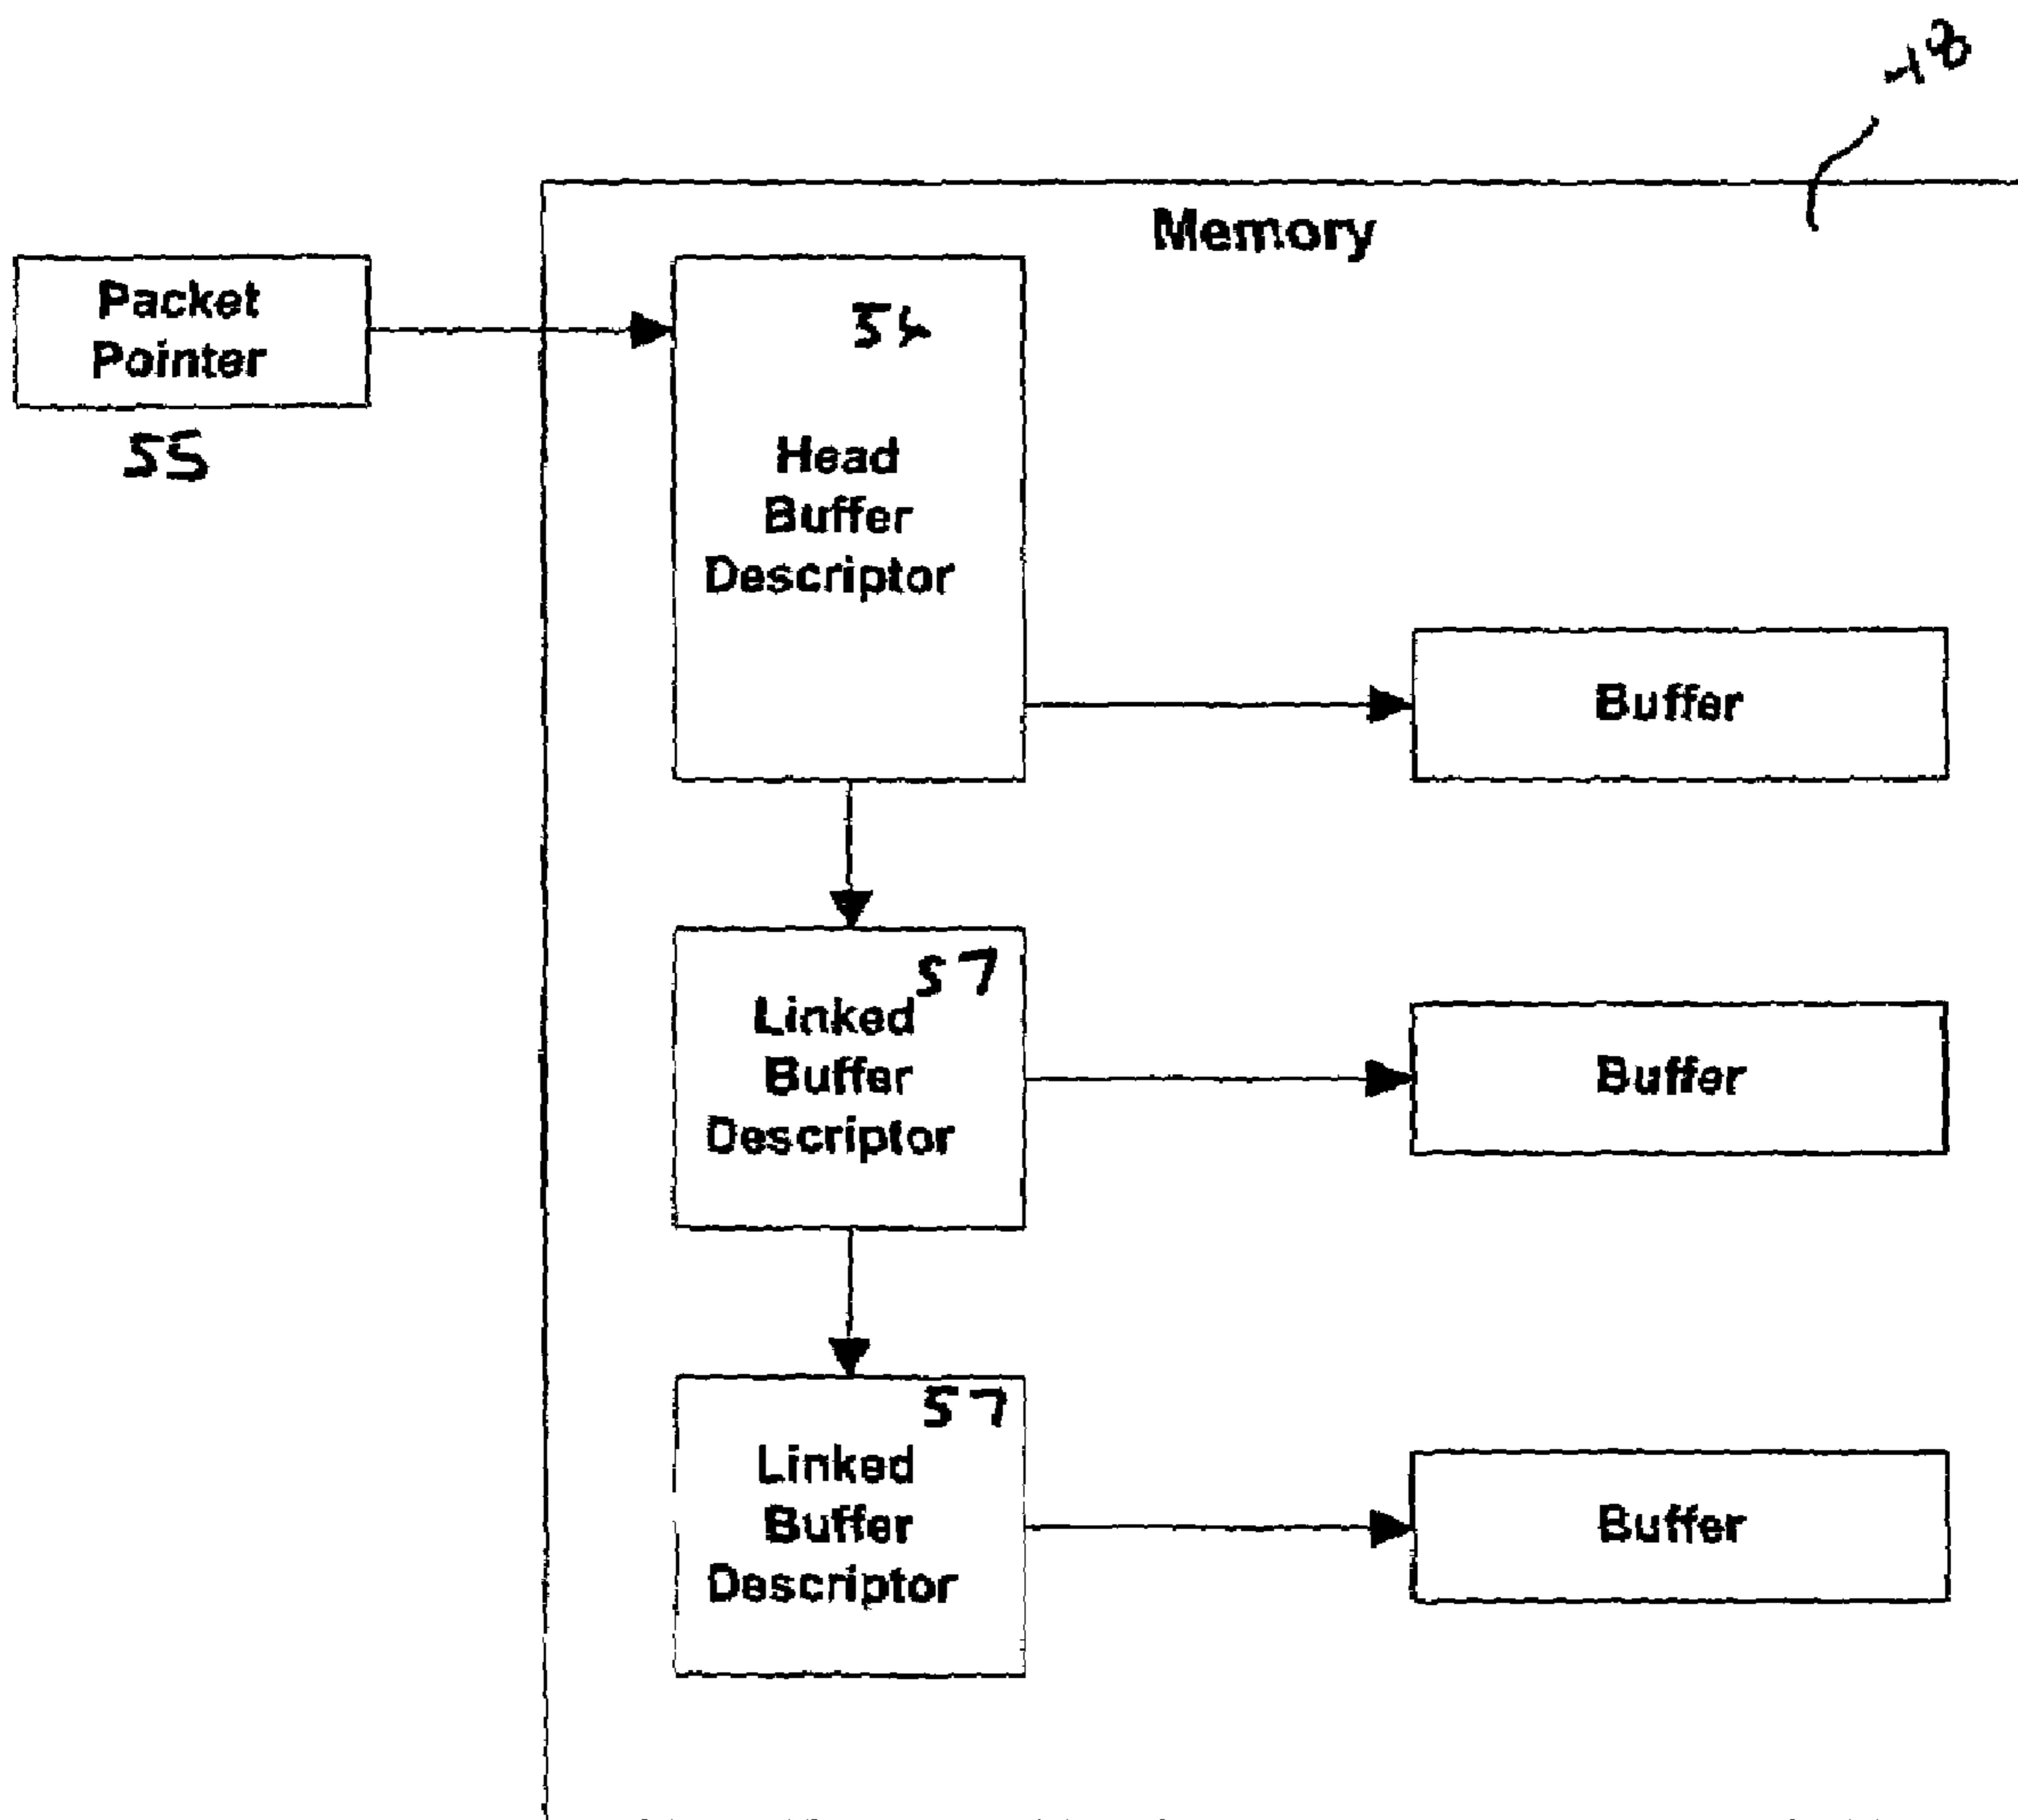 48
Memory
Packet
Pointer
55
Head
Buffer
Descriptor
Buffer
57
Linked
Buffer
Descriptor
Buffer
57
Linked
Buffer
Descriptor
Buffer